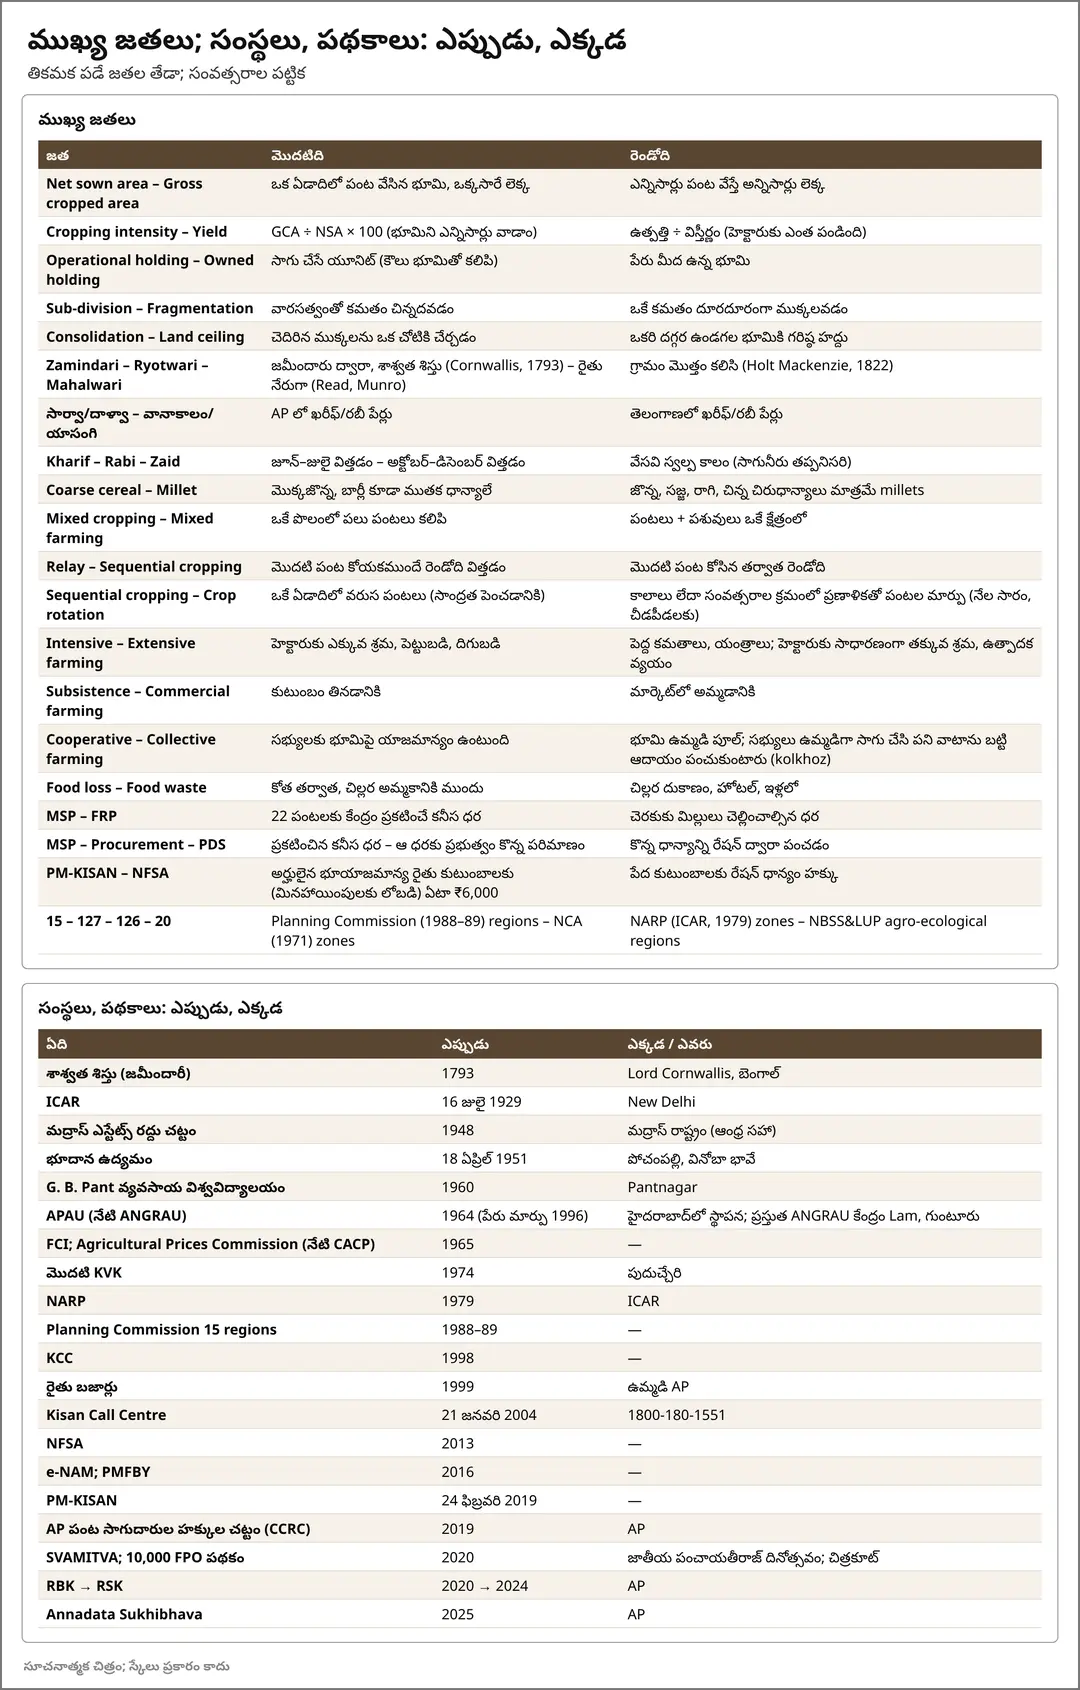 ముఖ్య జతలు; సంస్థలు, పథకాలు: ఎప్పుడు, ఎక్కడ
తికమక పడే జతల తేడా; సంవత్సరాల పట్టిక
ముఖ్య జతలు
జత మొదటిది రెండోది
Net sown area – Gross cropped area ఒక ఏడాదిలో పంట వేసిన భూమి, ఒక్కసారే లెక్క ఎన్నిసార్లు పంట వేస్తే అన్నిసార్లు లెక్క
Cropping intensity – Yield GCA ÷ NSA × 100 (భూమిని ఎన్నిసార్లు వాడాం) ఉత్పత్తి ÷ విస్తీర్ణం (హెక్టారుకు ఎంత పండింది)
Operational holding – Owned holding సాగు చేసే యూనిట్ (కౌలు భూమితో కలిపి) పేరు మీద ఉన్న భూమి
Sub-division – Fragmentation వారసత్వంతో కమతం చిన్నదవడం ఒకే కమతం దూరదూరంగా ముక్కలవడం
Consolidation – Land ceiling చెదిరిన ముక్కలను ఒక చోటికి చేర్చడం ఒకరి దగ్గర ఉండగల భూమికి గరిష్ఠ హద్దు
Zamindari – Ryotwari – Mahalwari జమీందారు ద్వారా, శాశ్వత శిస్తు (Cornwallis, 1793) – రైతు నేరుగా (Read, Munro) గ్రామం మొత్తం కలిసి (Holt Mackenzie, 1822)
సార్వా/దాళ్వా – వానాకాలం/యాసంగి AP లో ఖరీఫ్/రబీ పేర్లు తెలంగాణలో ఖరీఫ్/రబీ పేర్లు
Kharif – Rabi – Zaid జూన్–జులై విత్తడం – అక్టోబర్–డిసెంబర్ విత్తడం వేసవి స్వల్ప కాలం (సాగునీరు తప్పనిసరి)
Coarse cereal – Millet మొక్కజొన్న, బార్లీ కూడా ముతక ధాన్యాలే జొన్న, సజ్జ, రాగి, చిన్న చిరుధాన్యాలు మాత్రమే millets
Mixed cropping – Mixed farming ఒకే పొలంలో పలు పంటలు కలిపి పంటలు + పశువులు ఒకే క్షేత్రంలో
Relay – Sequential cropping మొదటి పంట కోయకముందే రెండోది విత్తడం మొదటి పంట కోసిన తర్వాత రెండోది
Sequential cropping – Crop rotation ఒకే ఏడాదిలో వరుస పంటలు (సాంద్రత పెంచడానికి) కాలాలు లేదా సంవత్సరాల క్రమంలో ప్రణాళికతో పంటల మార్పు (నేల సారం, చీడపీడలకు)
Intensive – Extensive farming హెక్టారుకు ఎక్కువ శ్రమ, పెట్టుబడి, దిగుబడి పెద్ద కమతాలు, యంత్రాలు; హెక్టారుకు సాధారణంగా తక్కువ శ్రమ, ఉత్పాదక వ్యయం
Subsistence – Commercial farming కుటుంబం తినడానికి మార్కెట్‌లో అమ్మడానికి
Cooperative – Collective farming సభ్యులకు భూమిపై యాజమాన్యం ఉంటుంది భూమి ఉమ్మడి పూల్; సభ్యులు ఉమ్మడిగా సాగు చేసి పని వాటాను బట్టి ఆదాయం పంచుకుంటారు (kolkhoz)
Food loss – Food waste కోత తర్వాత, చిల్లర అమ్మకానికి ముందు చిల్లర దుకాణం, హోటల్, ఇళ్లలో
MSP – FRP 22 పంటలకు కేంద్రం ప్రకటించే కనీస ధర చెరకుకు మిల్లులు చెల్లించాల్సిన ధర
MSP – Procurement – PDS ప్రకటించిన కనీస ధర – ఆ ధరకు ప్రభుత్వం కొన్న పరిమాణం కొన్న ధాన్యాన్ని రేషన్ ద్వారా పంచడం
PM-KISAN – NFSA అర్హులైన భూయాజమాన్య రైతు కుటుంబాలకు (మినహాయింపులకు లోబడి) ఏటా ₹6,000 పేద కుటుంబాలకు రేషన్ ధాన్యం హక్కు
15 – 127 – 126 – 20 Planning Commission (1988–89) regions – NCA (1971) zones NARP (ICAR, 1979) zones – NBSS&LUP agro-ecological regions
సంస్థలు, పథకాలు: ఎప్పుడు, ఎక్కడ
ఏది ఎప్పుడు ఎక్కడ / ఎవరు
శాశ్వత శిస్తు (జమీందారీ) 1793 Lord Cornwallis, బెంగాల్
ICAR 16 జులై 1929 New Delhi
మద్రాస్ ఎస్టేట్స్ రద్దు చట్టం 1948 మద్రాస్ రాష్ట్రం (ఆంధ్ర సహా)
భూదాన ఉద్యమం 18 ఏప్రిల్ 1951 పోచంపల్లి, వినోబా భావే
G. B. Pant వ్యవసాయ విశ్వవిద్యాలయం 1960 Pantnagar
APAU (నేటి ANGRAU) 1964 (పేరు మార్పు 1996) హైదరాబాద్‌లో స్థాపన; ప్రస్తుత ANGRAU కేంద్రం Lam, గుంటూరు
FCI; Agricultural Prices Commission (నేటి CACP) 1965 —
మొదటి KVK 1974 పుదుచ్చేరి
NARP 1979 ICAR
Planning Commission 15 regions 1988–89 —
KCC 1998 —
రైతు బజార్లు 1999 ఉమ్మడి AP
Kisan Call Centre 21 జనవరి 2004 1800-180-1551
NFSA 2013 —
e-NAM; PMFBY 2016 —
PM-KISAN 24 ఫిబ్రవరి 2019 —
AP పంట సాగుదారుల హక్కుల చట్టం (CCRC) 2019 AP
SVAMITVA; 10,000 FPO పథకం 2020 జాతీయ పంచాయతీరాజ్ దినోత్సవం; చిత్రకూట్
RBK → RSK 2020 → 2024 AP
Annadata Sukhibhava 2025 AP
సూచనాత్మక చిత్రం; స్కేలు ప్రకారం కాదు